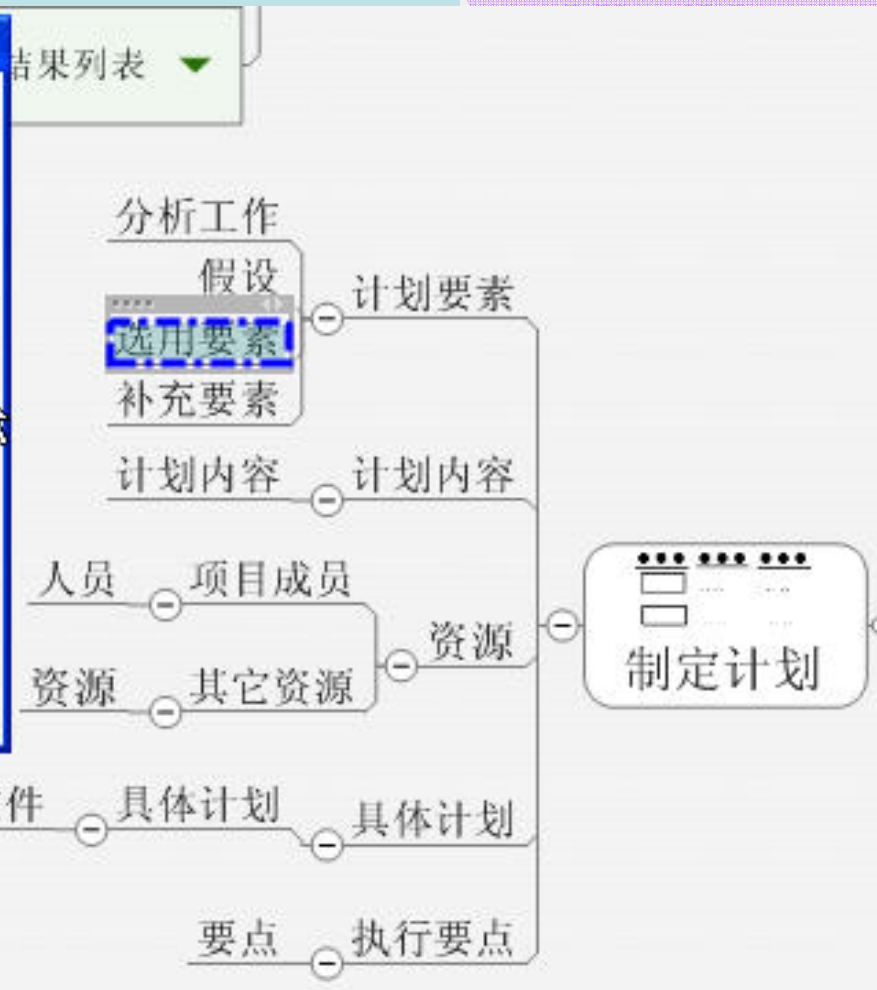 结果列表
分析工作
假设
计划要素
选用要素
补充要素
计划内容 计划内容
人员 项目成员
资源
制定计划
资源 其它资源
件 具体计划 具体计划
要点 执行要点